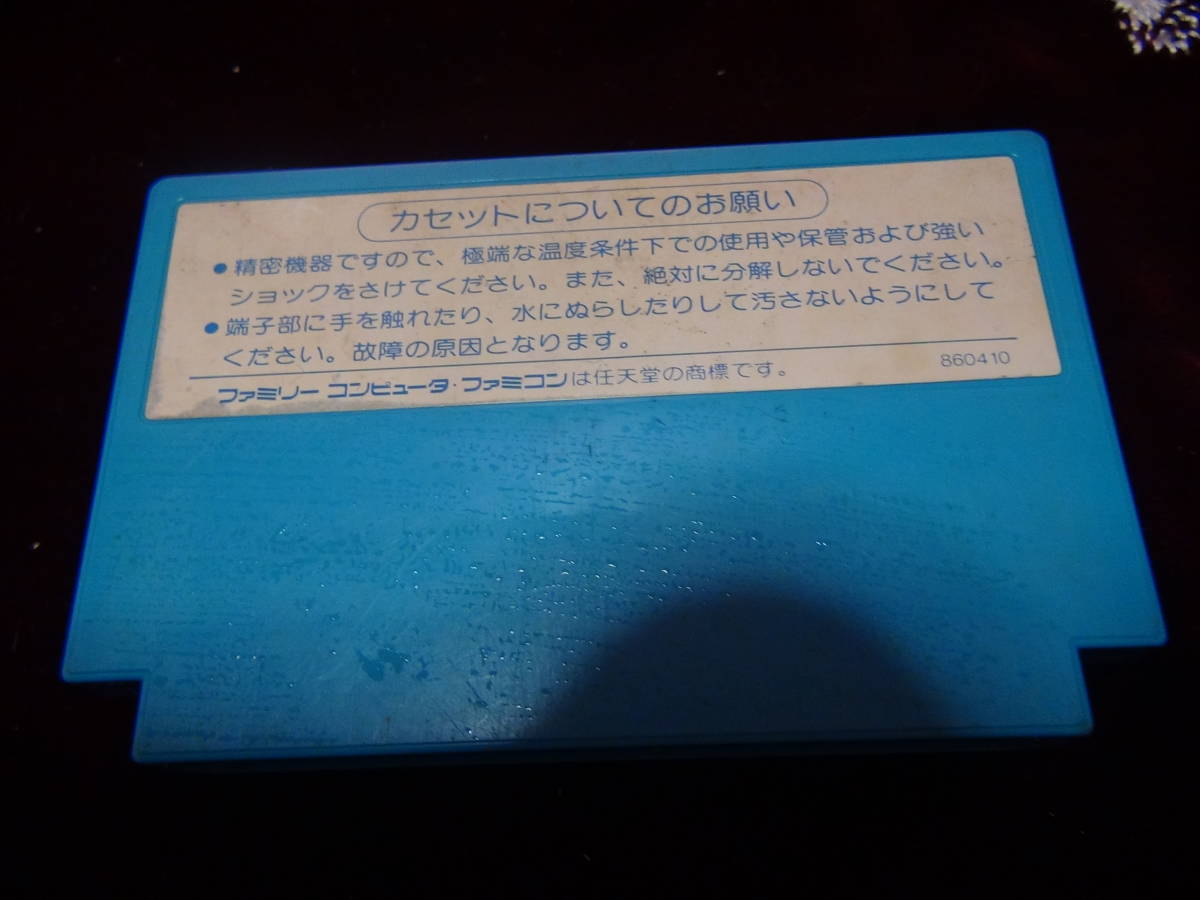 カセットについてのお願い
●精密機器ですので、極端な温度条件下での使用や保管および強い
ショックをさけてください。また、絶対に分解しないでください。
●端子部に手を触れたり、水にぬらしたりして汚さないようにして
ください。故障の原因となります。
ファミリー コンピュータ・ファミコンは任天堂の商標です。 860410